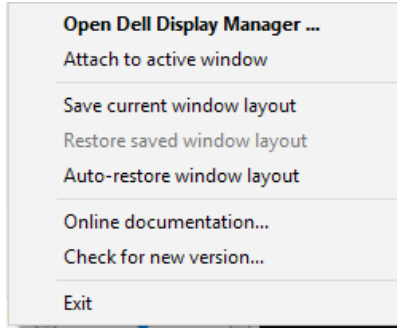 Open Dell Display Manager ...
Attach to active window
Save current window layout
Restore saved window layout
Auto-restore window layout
Online documentation...
Check for new version...
Exit